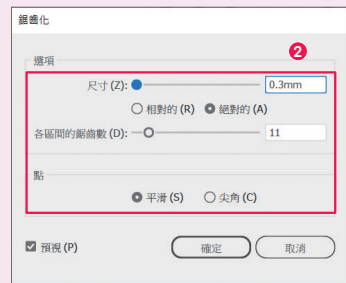 鋸齒化
2
選項
尺寸 (Z): 0.3mm
相對的 (R) 絕對的 (A)
各區間的鋸齒數 (D): 11
點
平滑 (S) 尖角 (C)
預視 (P) 確定 取消